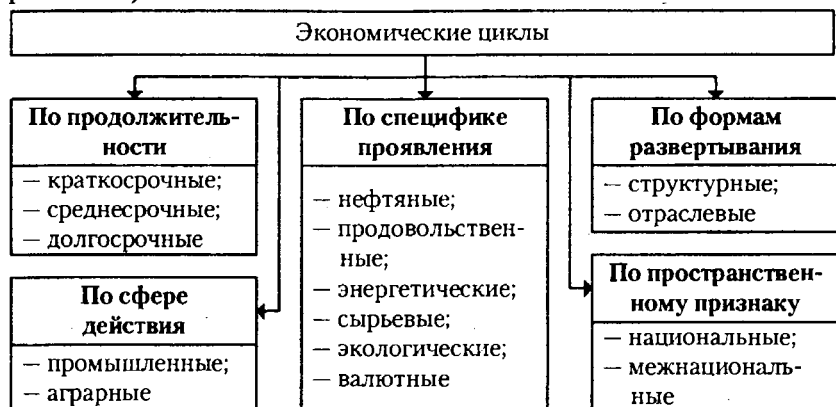 Экономические циклы
По продолжитель-
ности
— краткосрочные;
— среднесрочные;
— долгосрочные
По сфере
действия
— промышленные;
— аграрные
По специфике
проявления
— нефтяные;
— продовольствен-
ные;
— энергетические;
— сырьевые;
— экологические;
— валютные
По формам
развертывания
— структурные;
— отраслевые
По пространствен-
ному признаку
— национальные;
— межнациональ-
ные